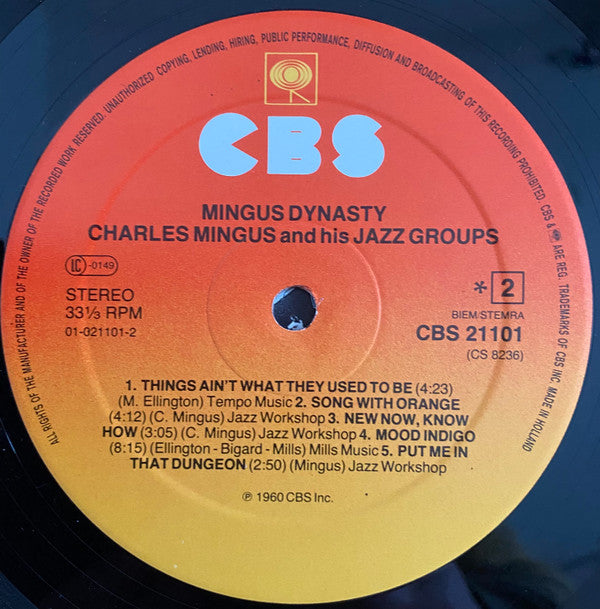 ALL RIGHTS OF THE MANUFACTURER AND OF THE OWNER OF THE RECORDED WORK RESERVED. UNAUTHORIZED COPYING, LENDING, HIRING, PUBLIC PERFORMANCE, DIFFUSION AND BROADCASTING OF THIS RECORDING PROHIBITED. CBS & ARE REG. TRADEMARKS OF CBS INC. MADE IN HOLLAND
CBS
MINGUS DYNASTY
CHARLES MINGUS and his JAZZ GROUPS
LC -0149
STEREO
33⅓ RPM
01-021101-2
* 2
BIEM/STEMRA
CBS 21101
(CS 8236)
1. THINGS AIN'T WHAT THEY USED TO BE (4:23)
(M. Ellington) Tempo Music 2. SONG WITH ORANGE
(4:12) (C. Mingus) Jazz Workshop 3. NEW NOW, KNOW
HOW (3:05) (C. Mingus) Jazz Workshop 4. MOOD INDIGO
(8:15) (Ellington - Bigard - Mills) Mills Music 5. PUT ME IN
THAT DUNGEON (2:50) (Mingus) Jazz Workshop
℗ 1960 CBS Inc.